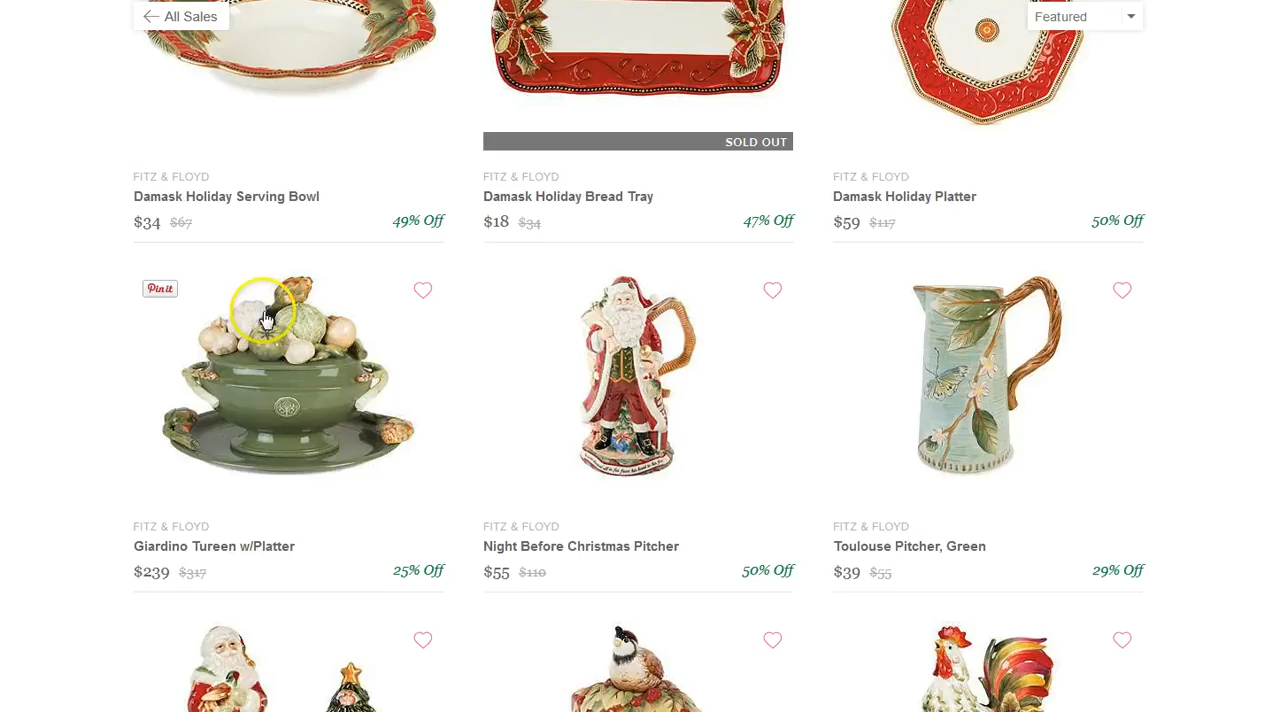 All Sales
Featured
SOLD OUT
FITZ & FLOYD
Damask Holiday Serving Bowl
$34 $67 49% Off
FITZ & FLOYD
Damask Holiday Bread Tray
$18 $34 47% Off
FITZ & FLOYD
Damask Holiday Platter
$59 $117 50% Off
Pin it
FITZ & FLOYD
Giardino Tureen w/Platter
$239 $317 25% Off
FITZ & FLOYD
Night Before Christmas Pitcher
$55 $110 50% Off
FITZ & FLOYD
Toulouse Pitcher, Green
$39 $55 29% Off